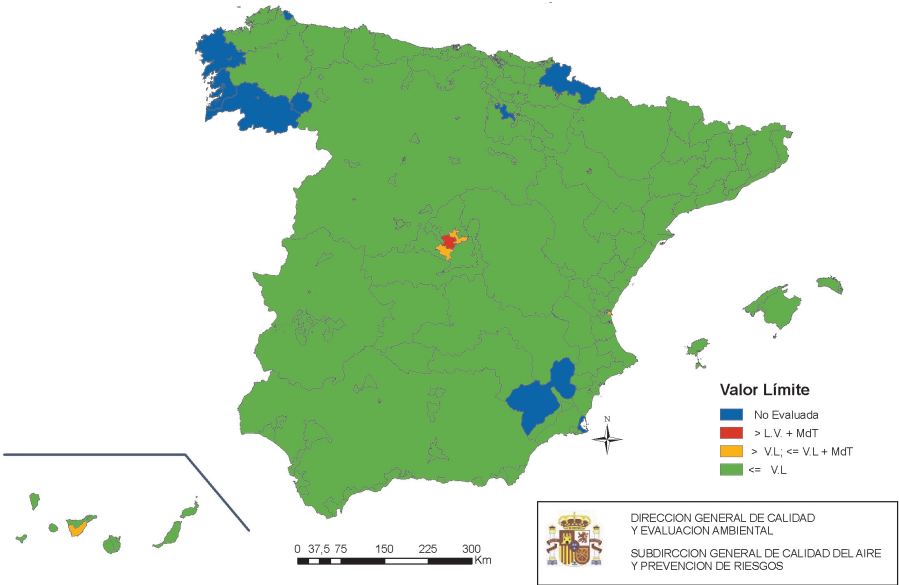 Valor Límite
No Evaluada
> L.V. + MdT
> V.L; <= V.L + MdT
<= V.L
N
0 37,5 75 150 225 300
Km
DIRECCION GENERAL DE CALIDAD
Y EVALUACION AMBIENTAL
SUBDIRCCION GENERAL DE CALIDAD DEL AIRE
Y PREVENCION DE RIESGOS